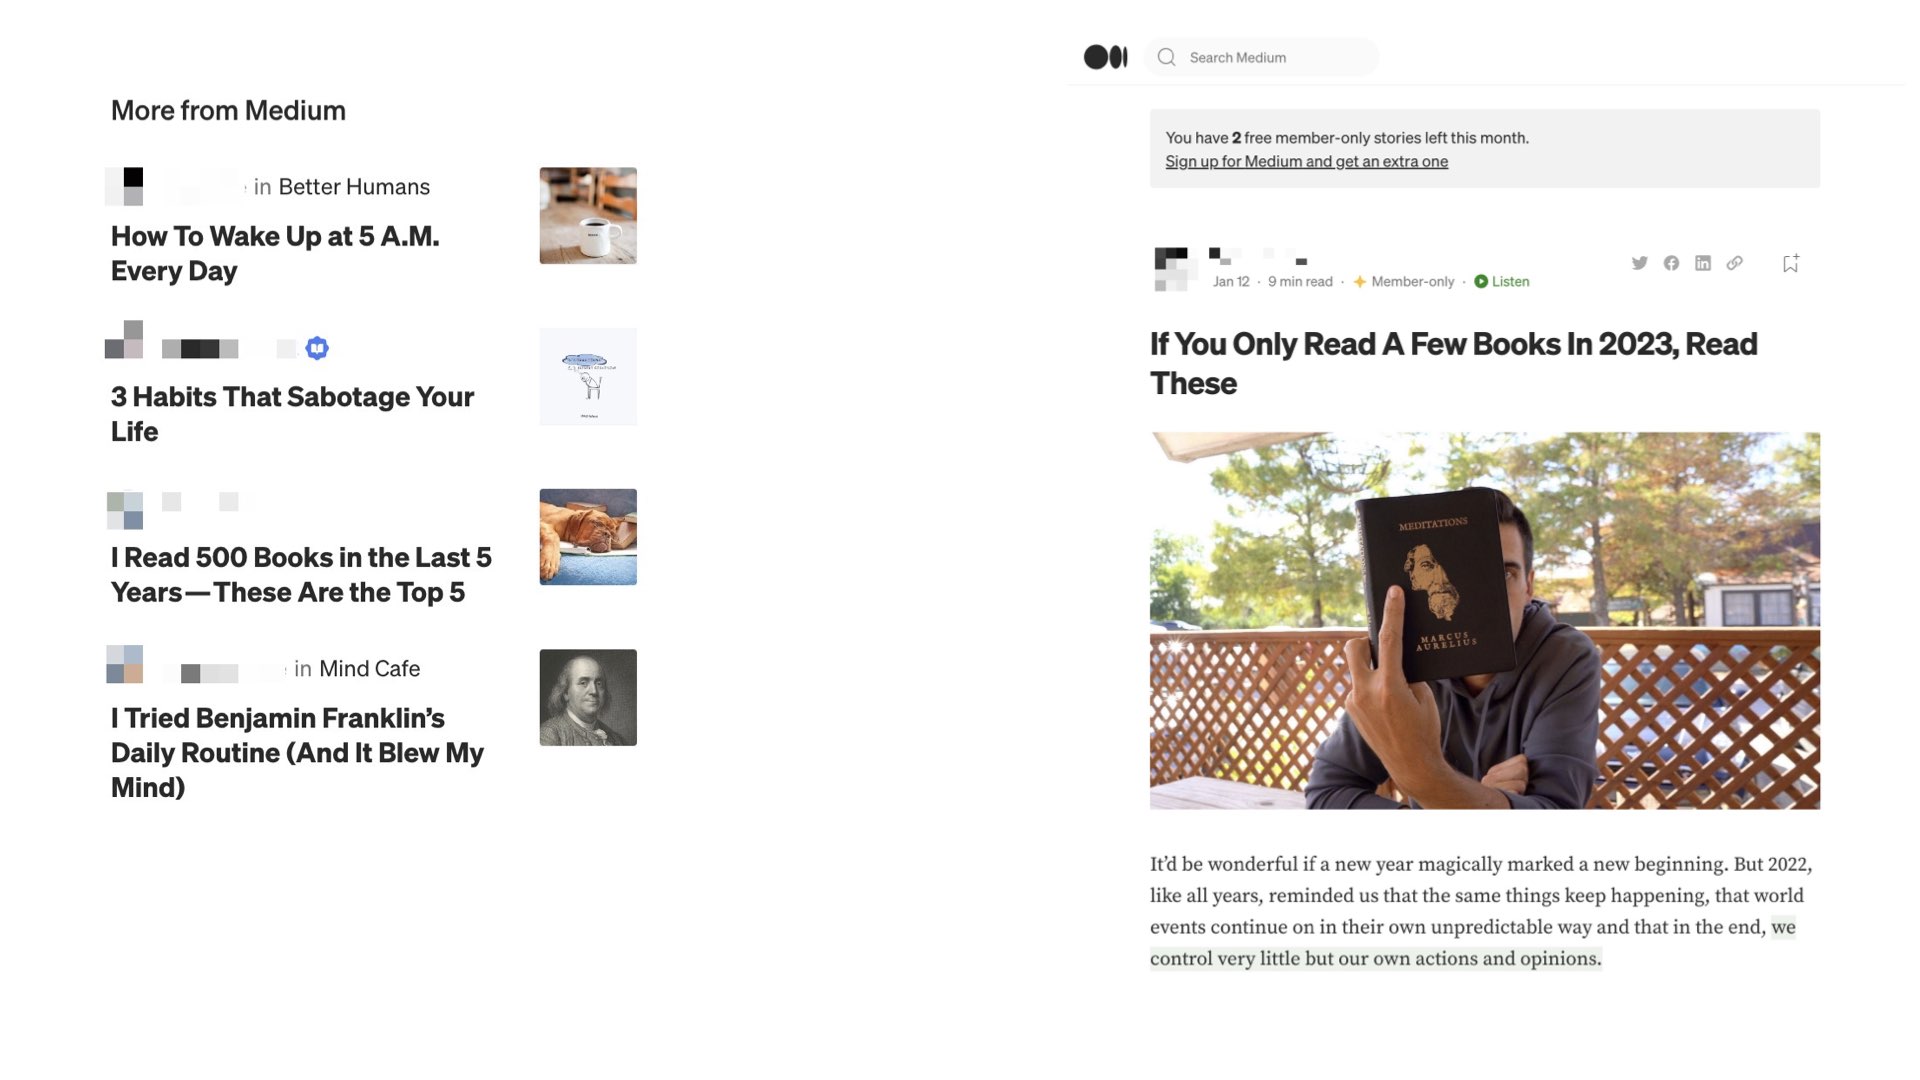 More from Medium
in Better Humans
How To Wake Up at 5 A.M.
Every Day
3 Habits That Sabotage Your
Life
I Read 500 Books in the Last 5
Years—These Are the Top 5
in Mind Cafe
I Tried Benjamin Franklin’s
Daily Routine (And It Blew My
Mind)
Search Medium
You have 2 free member-only stories left this month.
Sign up for Medium and get an extra one
Jan 12 · 9 min read · Member-only · Listen
If You Only Read A Few Books In 2023, Read
These
MEDITATIONS
MARCUS
AURELIUS
It’d be wonderful if a new year magically marked a new beginning. But 2022,
like all years, reminded us that the same things keep happening, that world
events continue on in their own unpredictable way and that in the end, we
control very little but our own actions and opinions.